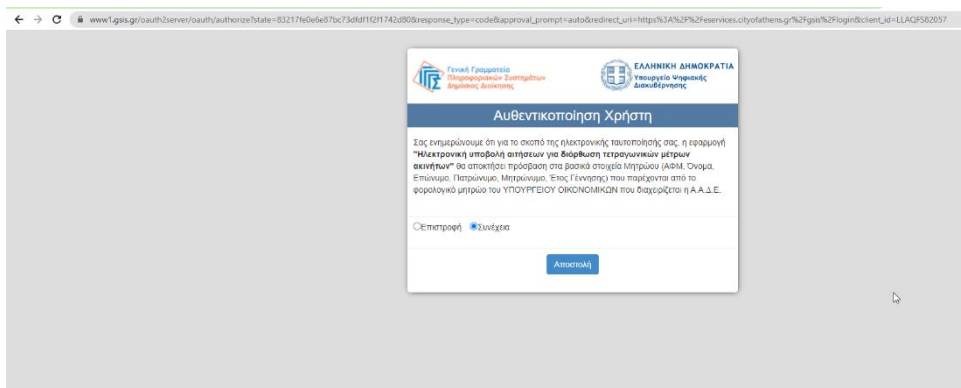 www1.gsis.gr/oauth2server/oauth/authorize?state=83217fe0e6e87bc73dfdf1f2f1742d80&response_type=code&approval_prompt=auto&redirect_uri=https%3A%2F%2Feservices.cityofathens.gr%2Fgsis%2Flogin&client_id=LLAQFS82057
Γενική Γραμματεία
Πληροφοριακών Συστημάτων
Δημόσιας Διοίκησης
ΕΛΛΗΝΙΚΗ ΔΗΜΟΚΡΑΤΙΑ
Υπουργείο Ψηφιακής
Διακυβέρνησης
Αυθεντικοποίηση Χρήστη
Σας ενημερώνουμε ότι για το σκοπό της ηλεκτρονικής ταυτοποίησής σας, η εφαρμογή
"Ηλεκτρονική υποβολή αιτήσεων για διόρθωση τετραγωνικών μέτρων
ακινήτων" θα αποκτήσει πρόσβαση στα βασικά στοιχεία Μητρώου (ΑΦΜ, Όνομα,
Επώνυμο, Πατρώνυμο, Μητρώνυμο, Έτος Γέννησης) που παρέχονται από το
φορολογικό μητρώο του ΥΠΟΥΡΓΕΙΟΥ ΟΙΚΟΝΟΜΙΚΩΝ που διαχειρίζεται η Α.Α.Δ.Ε.
Επιστροφή Συνέχεια
Αποστολή